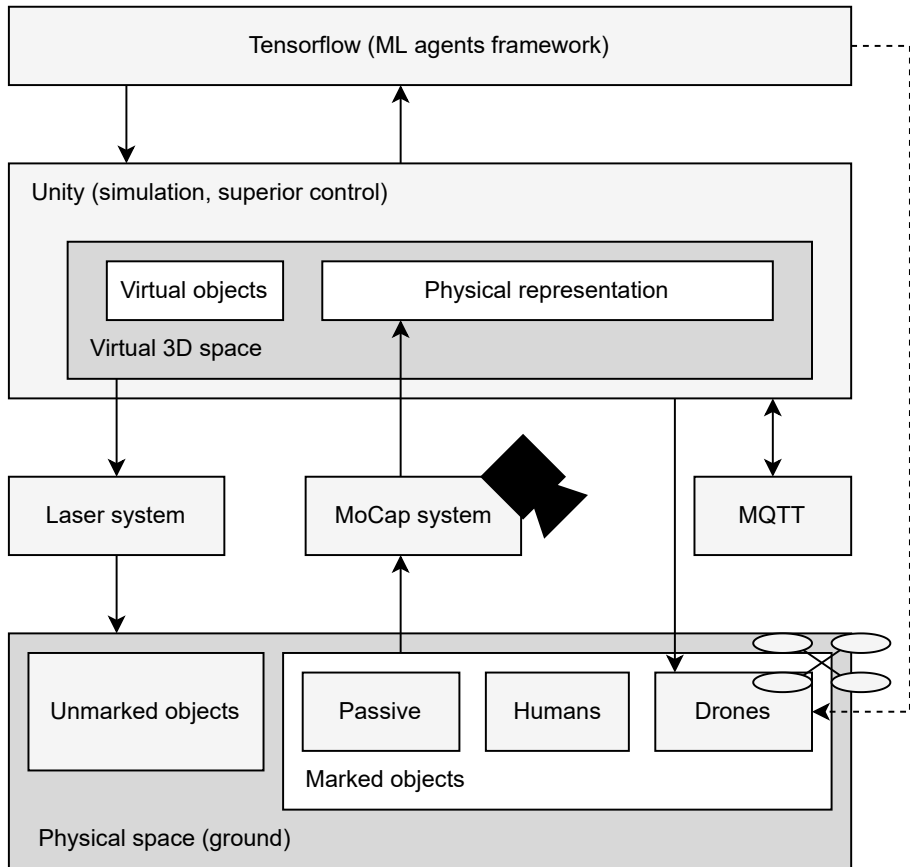 Tensorflow (ML agents framework)
Unity (simulation, superior control)
Virtual objects
Physical representation
Virtual 3D space
Laser system
MoCap system
MQTT
Unmarked objects
Passive
Humans
Drones
Marked objects
Physical space (ground)